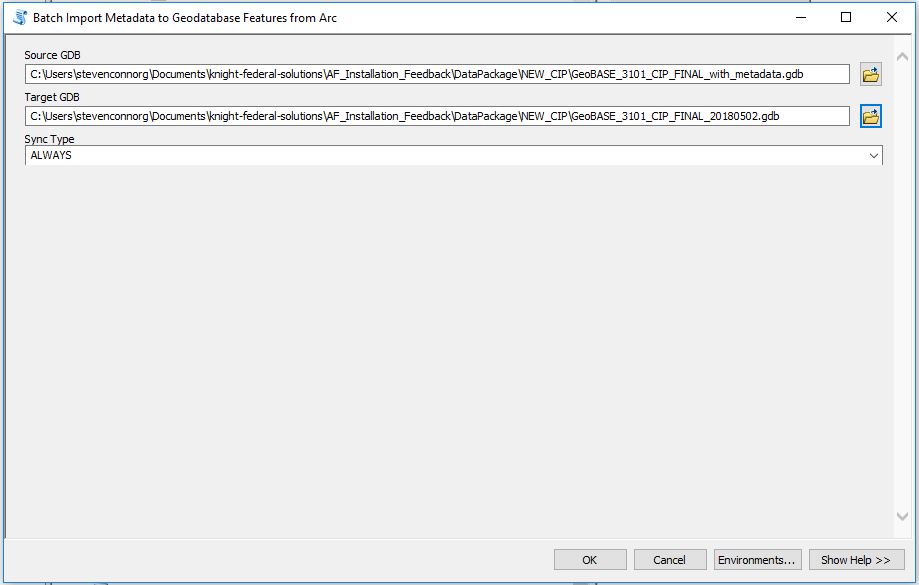 Batch Import Metadata to Geodatabase Features from Arc
Source GDB
C:\Users\stevenconnorg\Documents\knight-federal-solutions\AF_Installation_Feedback\DataPackage\NEW_CIP\GeoBASE_3101_CIP_FINAL_with_metadata.gdb
Target GDB
C:\Users\stevenconnorg\Documents\knight-federal-solutions\AF_Installation_Feedback\DataPackage\NEW_CIP\GeoBASE_3101_CIP_FINAL_20180502.gdb
Sync Type
ALWAYS
OK Cancel Environments... Show Help >>